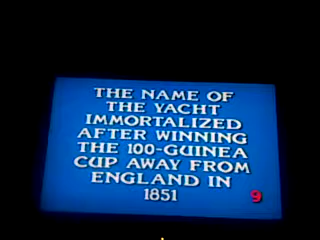 THE NAME OF
THE YACHT
IMMORTALIZED
AFTER WINNING
THE 100-GUINEA
CUP AWAY FROM
ENGLAND IN
1851
9